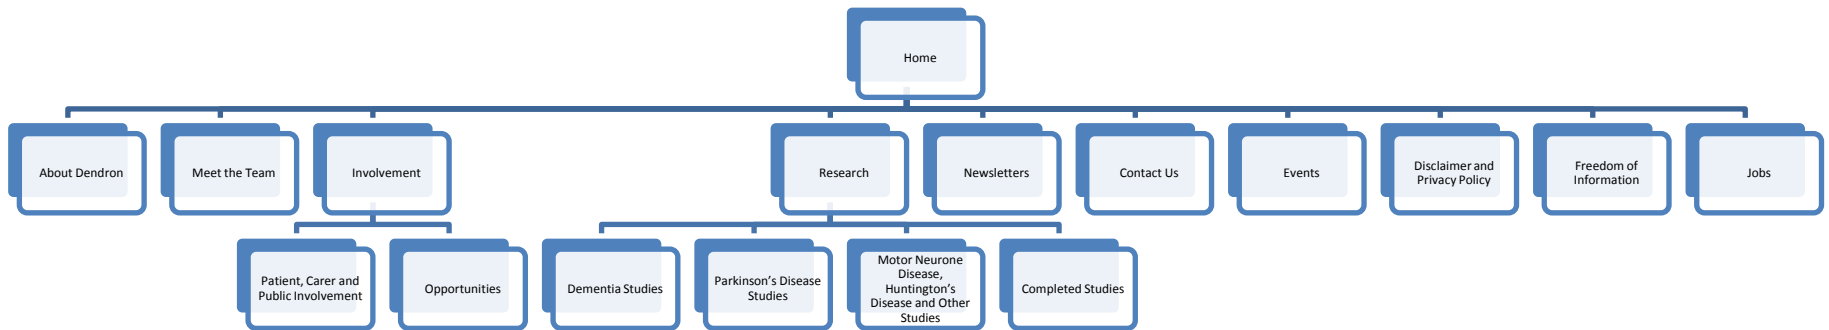 Home
About Dendron
Meet the Team
Involvement
Research
Newsletters
Contact Us
Events
Disclaimer and
Privacy Policy
Freedom of
Information
Jobs
Patient, Carer and
Public Involvement
Opportunities
Dementia Studies
Parkinson’s Disease
Studies
Motor Neurone
Disease,
Huntington’s
Disease and Other
Studies
Completed Studies